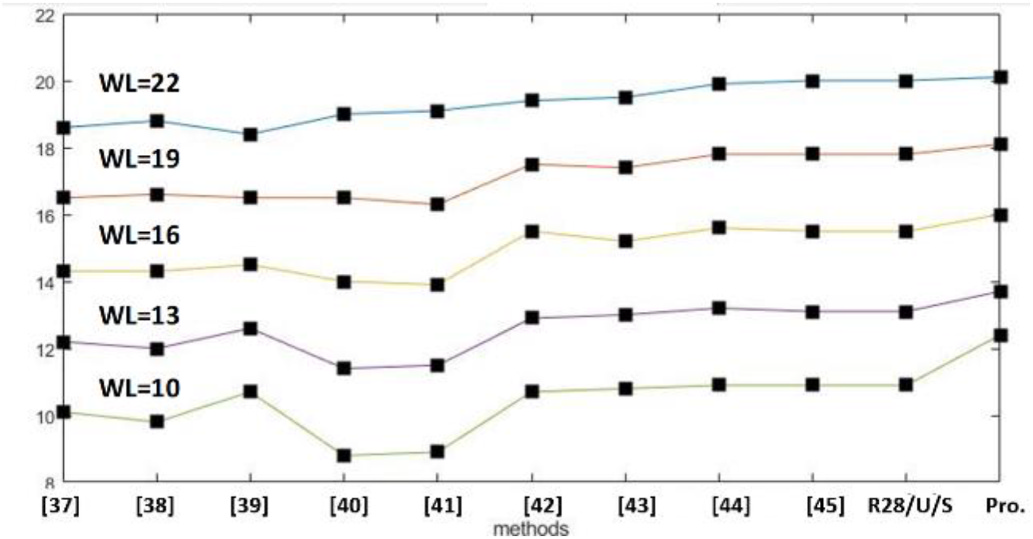 22
20
18
16
14
12
10
8
WL=22
WL=19
WL=16
WL=13
WL=10
[37] [38] [39] [40] [41] [42] [43] [44] [45] R28/U/S Pro.
methods